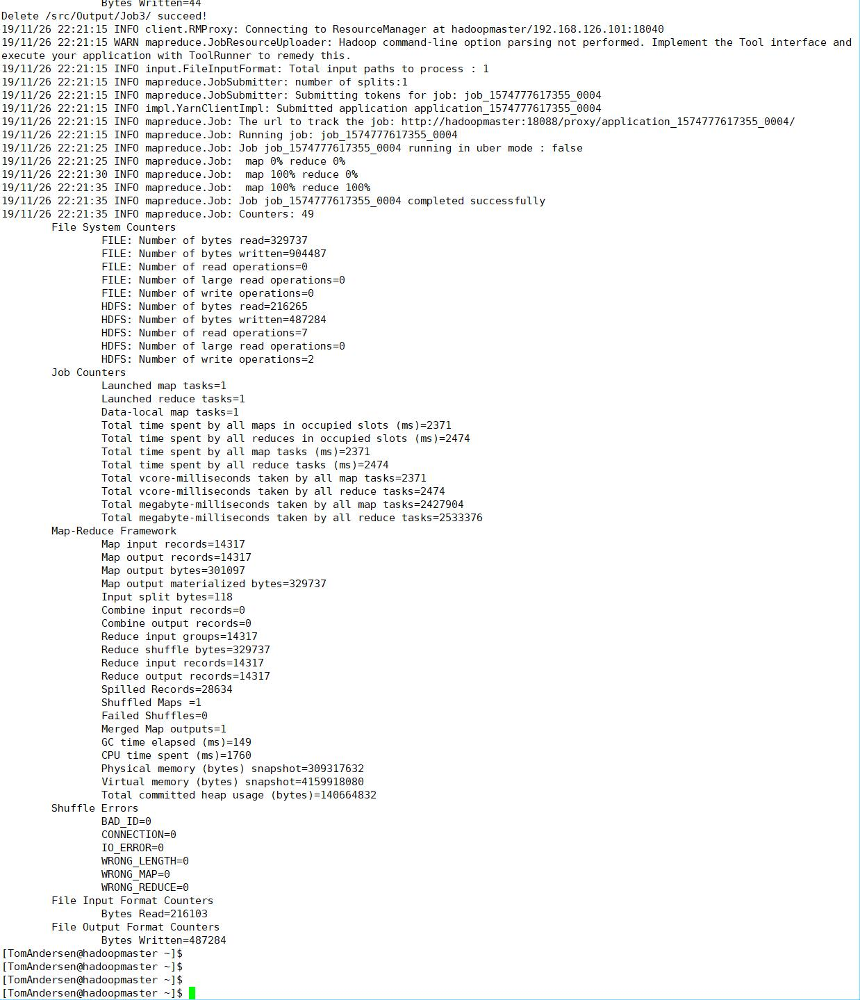 Bytes Written=44
Delete /src/Output/Job3/ succeed!
19/11/26 22:21:15 INFO client.RMProxy: Connecting to ResourceManager at hadoopmaster/192.168.126.101:18040
19/11/26 22:21:15 WARN mapreduce.JobResourceUploader: Hadoop command-line option parsing not performed. Implement the Tool interface and
execute your application with ToolRunner to remedy this.
19/11/26 22:21:15 INFO input.FileInputFormat: Total input paths to process : 1
19/11/26 22:21:15 INFO mapreduce.JobSubmitter: number of splits:1
19/11/26 22:21:15 INFO mapreduce.JobSubmitter: Submitting tokens for job: job_1574777617355_0004
19/11/26 22:21:15 INFO impl.YarnClientImpl: Submitted application application_1574777617355_0004
19/11/26 22:21:15 INFO mapreduce.Job: The url to track the job: http://hadoopmaster:18088/proxy/application_1574777617355_0004/
19/11/26 22:21:15 INFO mapreduce.Job: Running job: job_1574777617355_0004
19/11/26 22:21:25 INFO mapreduce.Job: Job job_1574777617355_0004 running in uber mode : false
19/11/26 22:21:25 INFO mapreduce.Job:  map 0% reduce 0%
19/11/26 22:21:30 INFO mapreduce.Job:  map 100% reduce 0%
19/11/26 22:21:35 INFO mapreduce.Job:  map 100% reduce 100%
19/11/26 22:21:35 INFO mapreduce.Job: Job job_1574777617355_0004 completed successfully
19/11/26 22:21:35 INFO mapreduce.Job: Counters: 49
File System Counters
FILE: Number of bytes read=329737
FILE: Number of bytes written=904487
FILE: Number of read operations=0
FILE: Number of large read operations=0
FILE: Number of write operations=0
HDFS: Number of bytes read=216265
HDFS: Number of bytes written=487284
HDFS: Number of read operations=7
HDFS: Number of large read operations=0
HDFS: Number of write operations=2
Job Counters
Launched map tasks=1
Launched reduce tasks=1
Data-local map tasks=1
Total time spent by all maps in occupied slots (ms)=2371
Total time spent by all reduces in occupied slots (ms)=2474
Total time spent by all map tasks (ms)=2371
Total time spent by all reduce tasks (ms)=2474
Total vcore-milliseconds taken by all map tasks=2371
Total vcore-milliseconds taken by all reduce tasks=2474
Total megabyte-milliseconds taken by all map tasks=2427904
Total megabyte-milliseconds taken by all reduce tasks=2533376
Map-Reduce Framework
Map input records=14317
Map output records=14317
Map output bytes=301097
Map output materialized bytes=329737
Input split bytes=118
Combine input records=0
Combine output records=0
Reduce input groups=14317
Reduce shuffle bytes=329737
Reduce input records=14317
Reduce output records=14317
Spilled Records=28634
Shuffled Maps =1
Failed Shuffles=0
Merged Map outputs=1
GC time elapsed (ms)=149
CPU time spent (ms)=1760
Physical memory (bytes) snapshot=309317632
Virtual memory (bytes) snapshot=4159918080
Total committed heap usage (bytes)=140664832
Shuffle Errors
BAD_ID=0
CONNECTION=0
IO_ERROR=0
WRONG_LENGTH=0
WRONG_MAP=0
WRONG_REDUCE=0
File Input Format Counters
Bytes Read=216103
File Output Format Counters
Bytes Written=487284
[TomAndersen@hadoopmaster ~]$
[TomAndersen@hadoopmaster ~]$
[TomAndersen@hadoopmaster ~]$
[TomAndersen@hadoopmaster ~]$